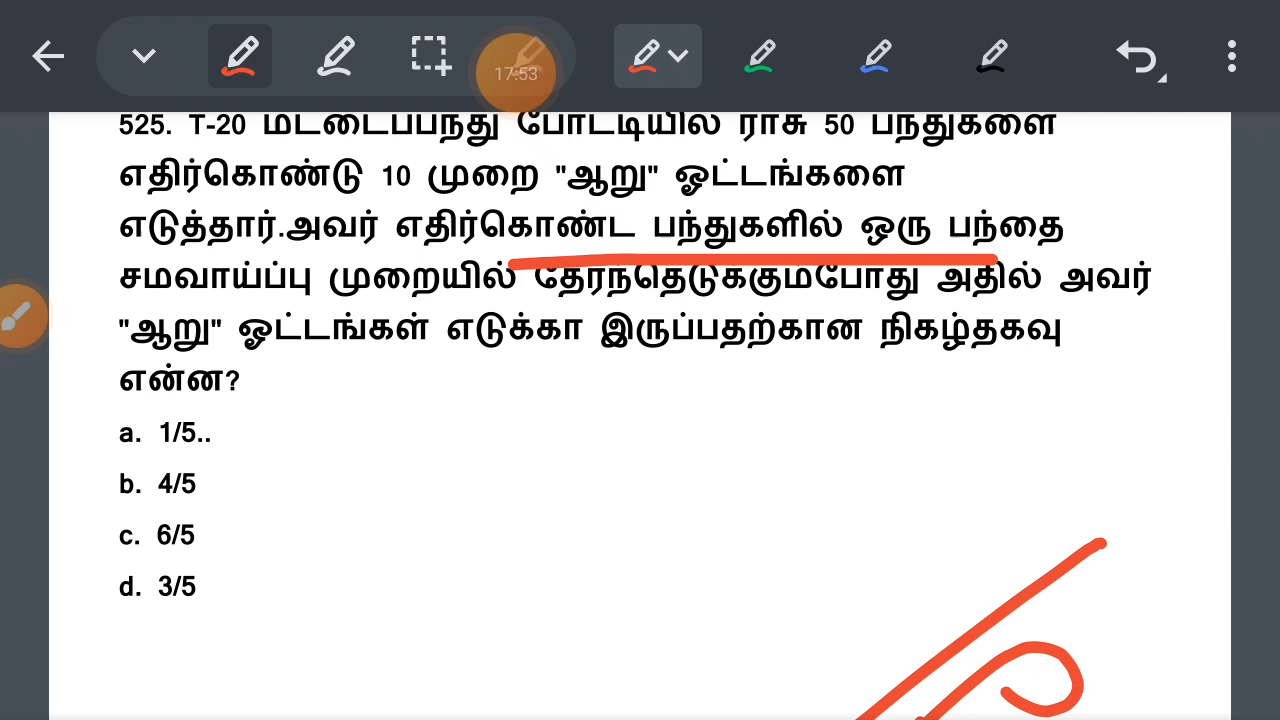 17:53
525. T-20 மட்டைப்பந்து போட்டியில் ராசு 50 பந்துகளை
எதிர்கொண்டு 10 முறை "ஆறு" ஓட்டங்களை
எடுத்தார்.அவர் எதிர்கொண்ட பந்துகளில் ஒரு பந்தை
சமவாய்ப்பு முறையில் தேர்ந்தெடுக்கும்போது அதில் அவர்
"ஆறு" ஓட்டங்கள் எடுக்கா இருப்பதற்கான நிகழ்தகவு
என்ன?
a. 1/5..
b. 4/5
c. 6/5
d. 3/5